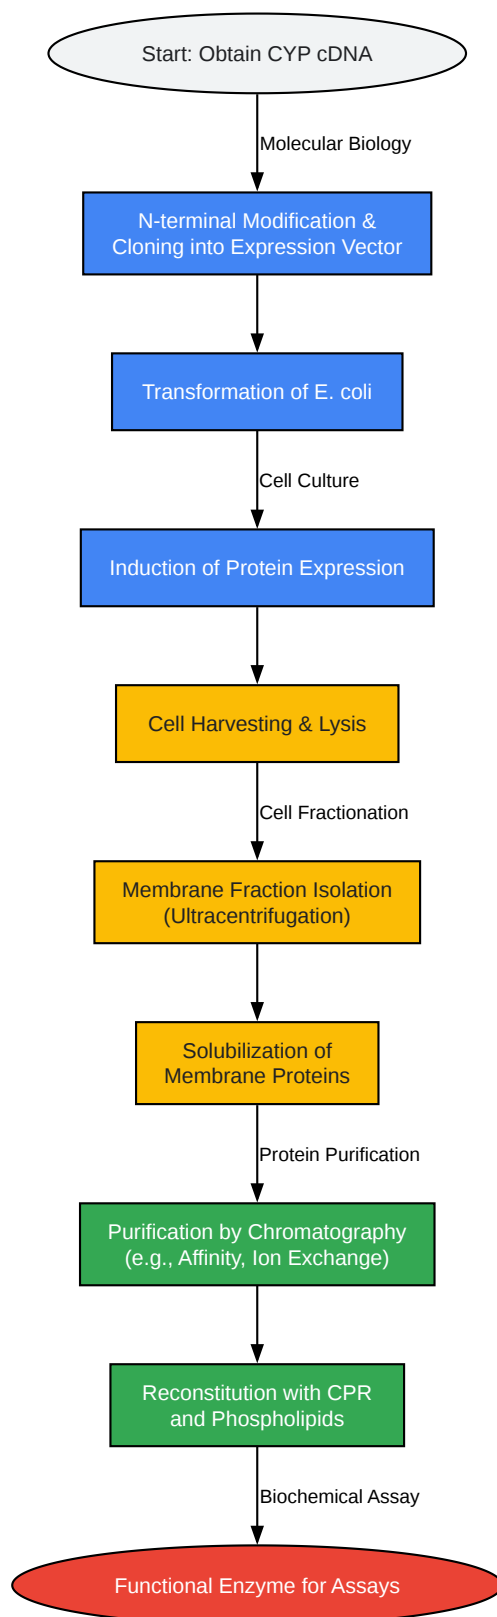 Start: Obtain CYP cDNA
Molecular Biology
N-terminal Modification &
Cloning into Expression Vector
Transformation of E. coli
Cell Culture
Induction of Protein Expression
Cell Harvesting & Lysis
Cell Fractionation
Membrane Fraction Isolation
(Ultracentrifugation)
Solubilization of
Membrane Proteins
Protein Purification
Purification by Chromatography
(e.g., Affinity, Ion Exchange)
Reconstitution with CPR
and Phospholipids
Biochemical Assay
Functional Enzyme for Assays